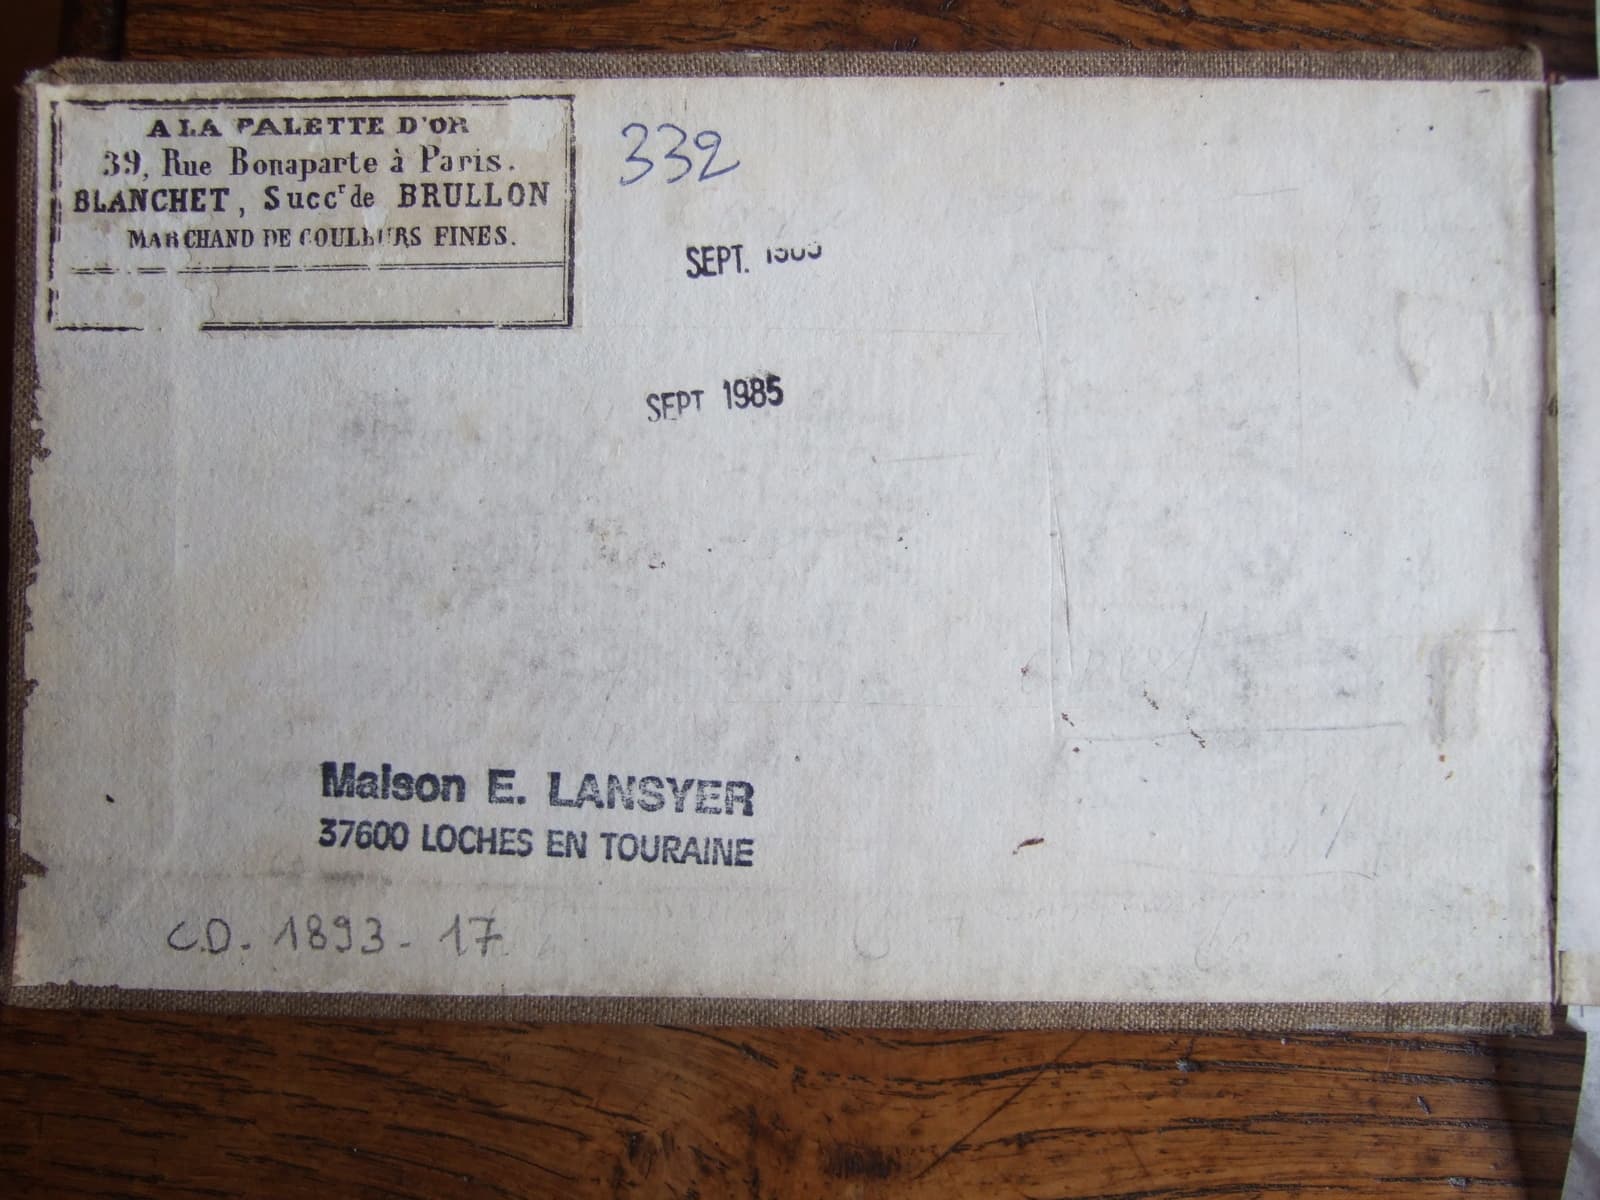 A LA PALETTE D'OR
39, Rue Bonaparte à Paris.
BLANCHET, Succʳ de BRULLON
MARCHAND DE COULEURS FINES.
332
SEPT.
SEPT 1985
Maison E. LANSYER
37600 LOCHES EN TOURAINE
C.D. 1893 - 17